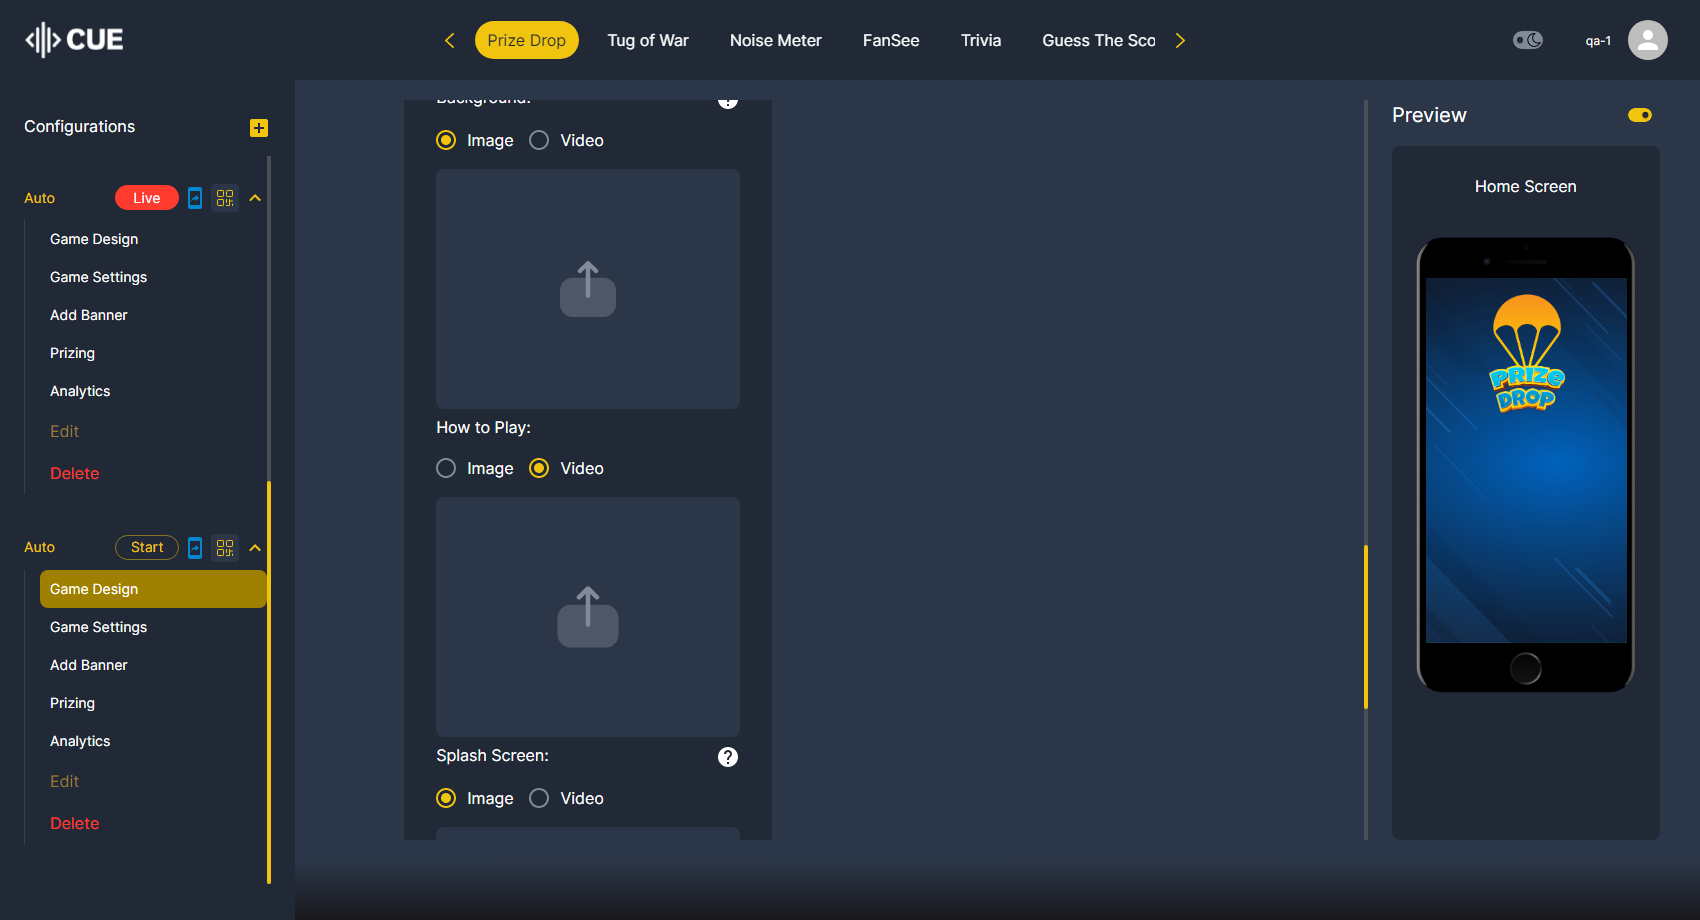 CUE
Prize Drop
Tug of War
Noise Meter
FanSee
Trivia
Guess The Sco
qa-1
Configurations
Auto
Live
Game Design
Game Settings
Add Banner
Prizing
Analytics
Edit
Delete
Auto
Start
Game Design
Game Settings
Add Banner
Prizing
Analytics
Edit
Delete
Background:
Image
Video
How to Play:
Image
Video
Splash Screen:
?
Image
Video
Preview
Home Screen
PRIZE
DROP